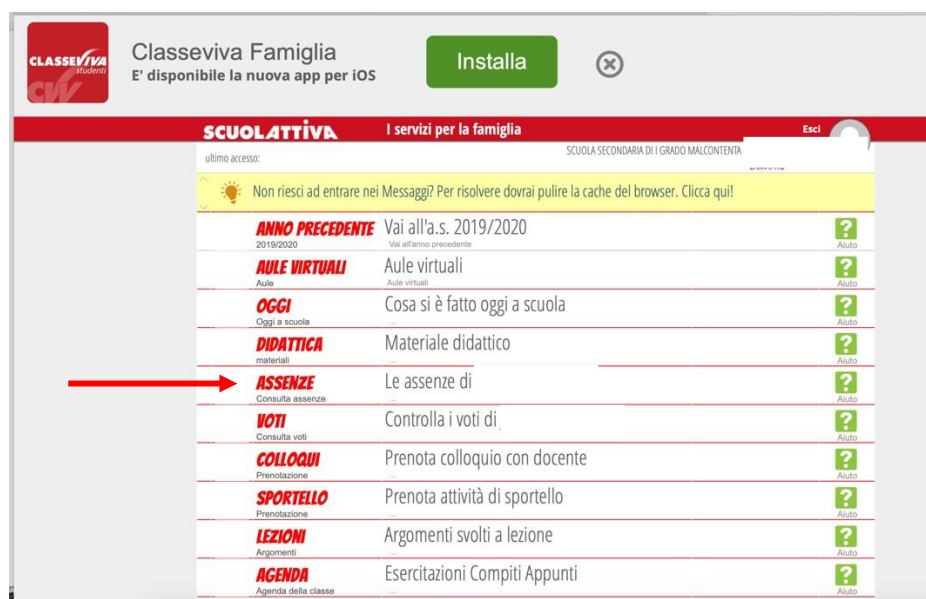 CLASSEVIVA
studenti
Classeviva Famiglia
E' disponibile la nuova app per iOS
Installa
SCUOLATTIVA
I servizi per la famiglia
Esci
ultimo accesso:
SCUOLA SECONDARIA DI I GRADO MALCONTENTA
Non riesci ad entrare nei Messaggi? Per risolvere dovrai pulire la cache del browser. Clicca qui!
ANNO PRECEDENTE Vai all'a.s. 2019/2020 ?
2019/2020 Vai all'anno precedente Aiuto
AULE VIRTUALI Aule virtuali ?
Aule Aule virtuali Aiuto
OGGI Cosa si è fatto oggi a scuola ?
Oggi a scuola ... Aiuto
DIDATTICA Materiale didattico ?
materiali ... Aiuto
ASSENZE Le assenze di ?
Consulta assenze ... Aiuto
VOTI Controlla i voti di ?
Consulta voti Aiuto
COLLOQUI Prenota colloquio con docente ?
Prenotazione ... Aiuto
SPORTELLO Prenota attività di sportello ?
Prenotazione ... Aiuto
LEZIONI Argomenti svolti a lezione ?
Argomenti ... Aiuto
AGENDA Esercitazioni Compiti Appunti ?
Agenda della classe ... Aiuto